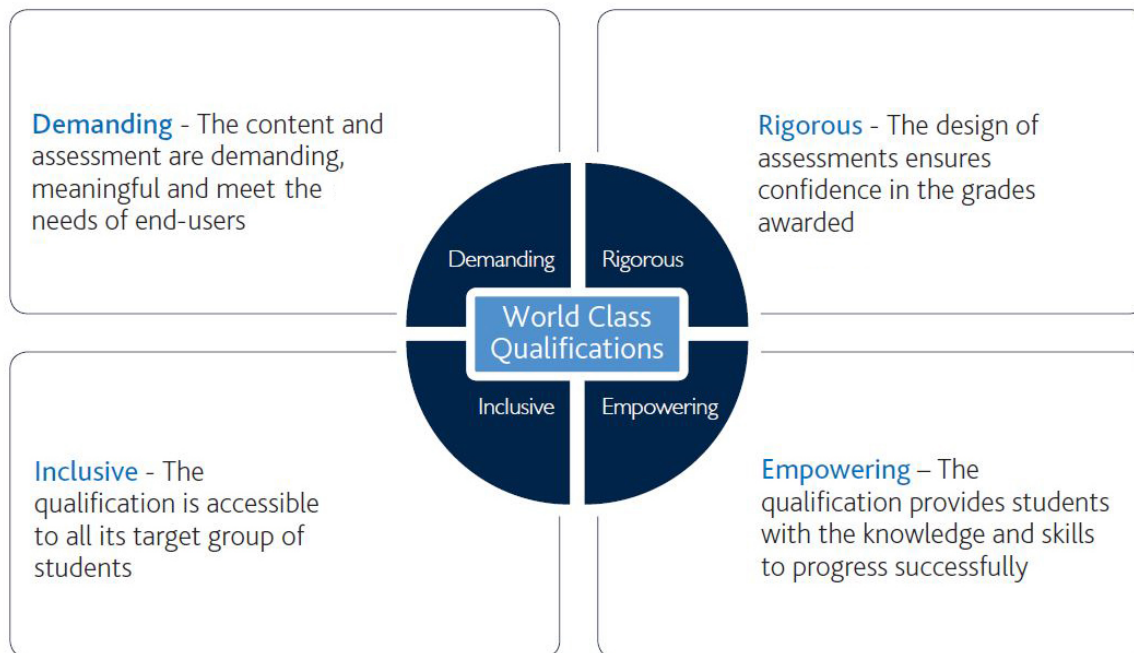 Demanding - The content and
assessment are demanding,
meaningful and meet the
needs of end-users
Rigorous - The design of
assessments ensures
confidence in the grades
awarded
Demanding
Rigorous
World Class
Qualifications
Inclusive
Empowering
Inclusive - The
qualification is accessible
to all its target group of
students
Empowering – The
qualification provides students
with the knowledge and skills
to progress successfully